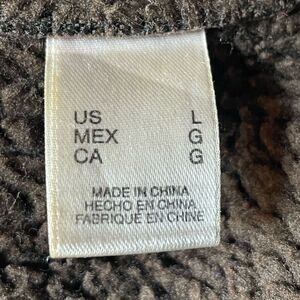 US L
MEX G
CA G
MADE IN CHINA
HECHO EN CHINA
FABRIQUE EN CHINE